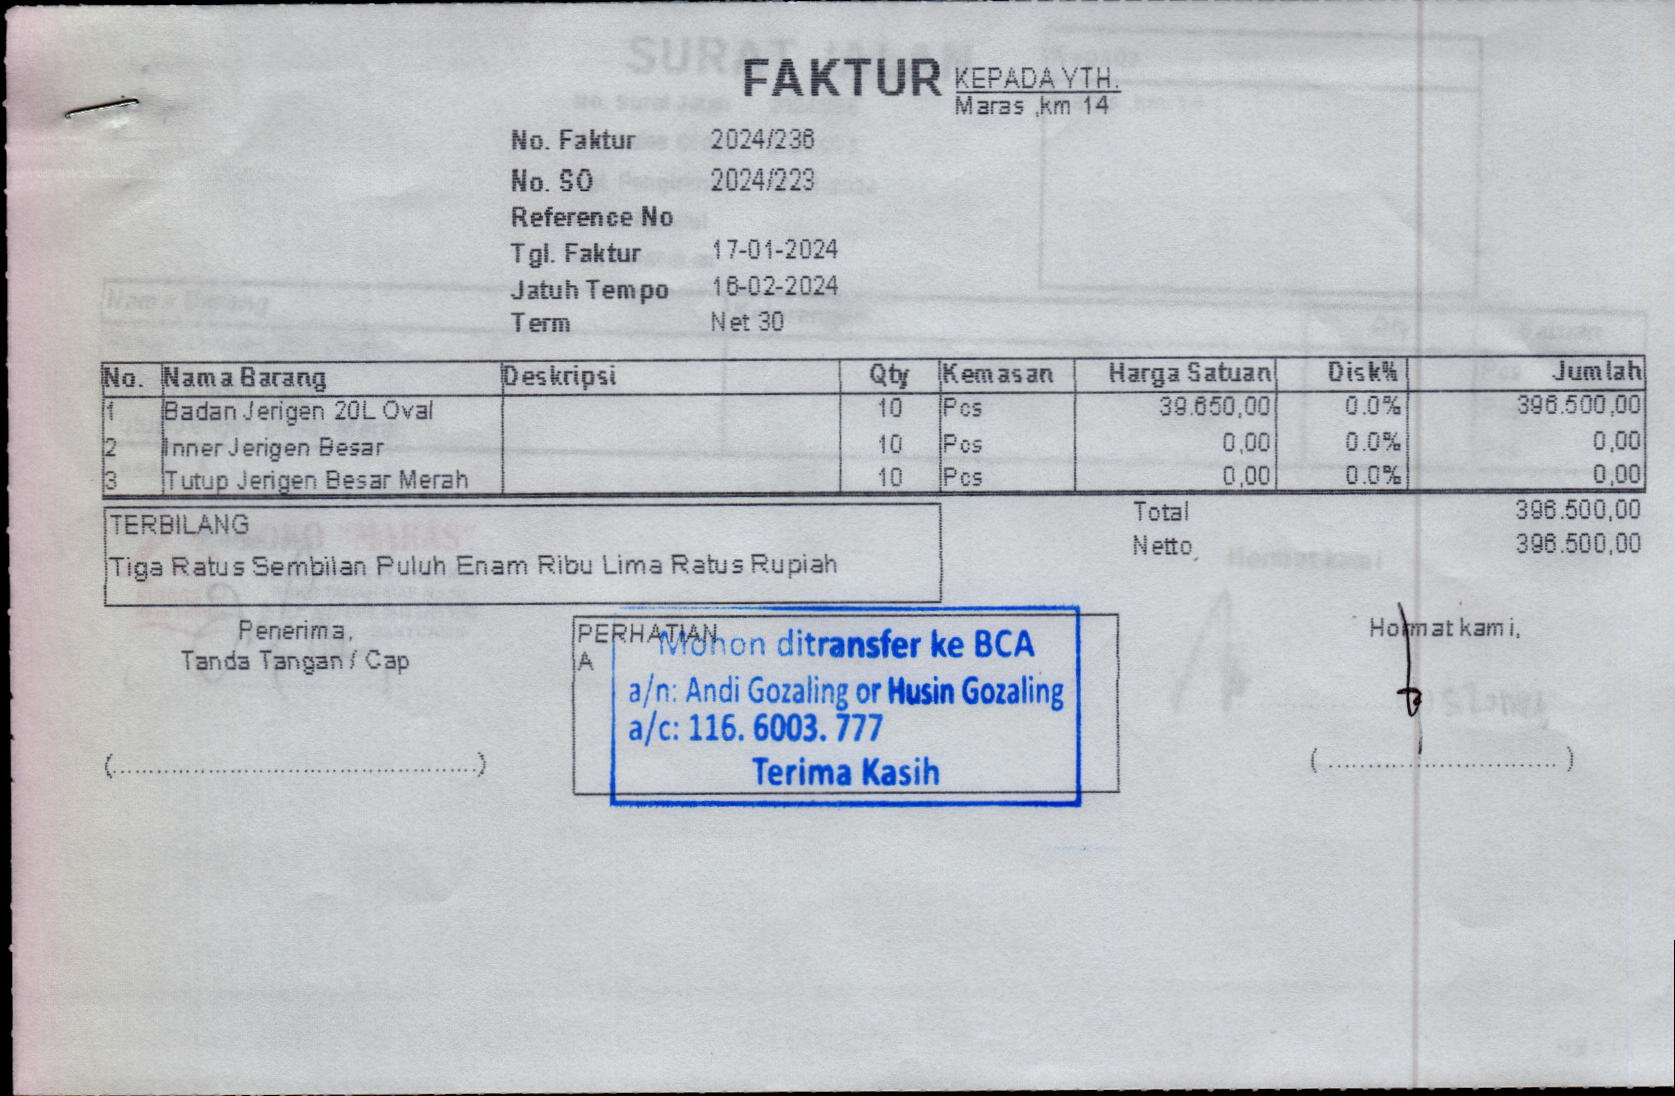 FAKTUR KEPADA YTH.
Maras ,km 14
No. Faktur 2024/236
No. SO 2024/223
Reference No
Tgl. Faktur 17-01-2024
Jatuh Tempo 16-02-2024
Term Net 30
No. Nama Barang Deskripsi Qty Kemasan Harga Satuan Disk% Jumlah
1 Badan Jerigen 20L Oval 10 Pcs 39.650,00 0.0% 396.500,00
2 Inner Jerigen Besar 10 Pcs 0,00 0.0% 0,00
3 Tutup Jerigen Besar Merah 10 Pcs 0,00 0.0% 0,00
Total 396.500,00
Netto 396.500,00
TERBILANG
Tiga Ratus Sembilan Puluh Enam Ribu Lima Ratus Rupiah
Penerima,
Tanda Tangan / Cap
PERHATIAN
A
Mohon ditransfer ke BCA
a/n: Andi Gozaling or Husin Gozaling
a/c: 116. 6003. 777
Terima Kasih
Hormat kami,
(..............................................)
(..............................)